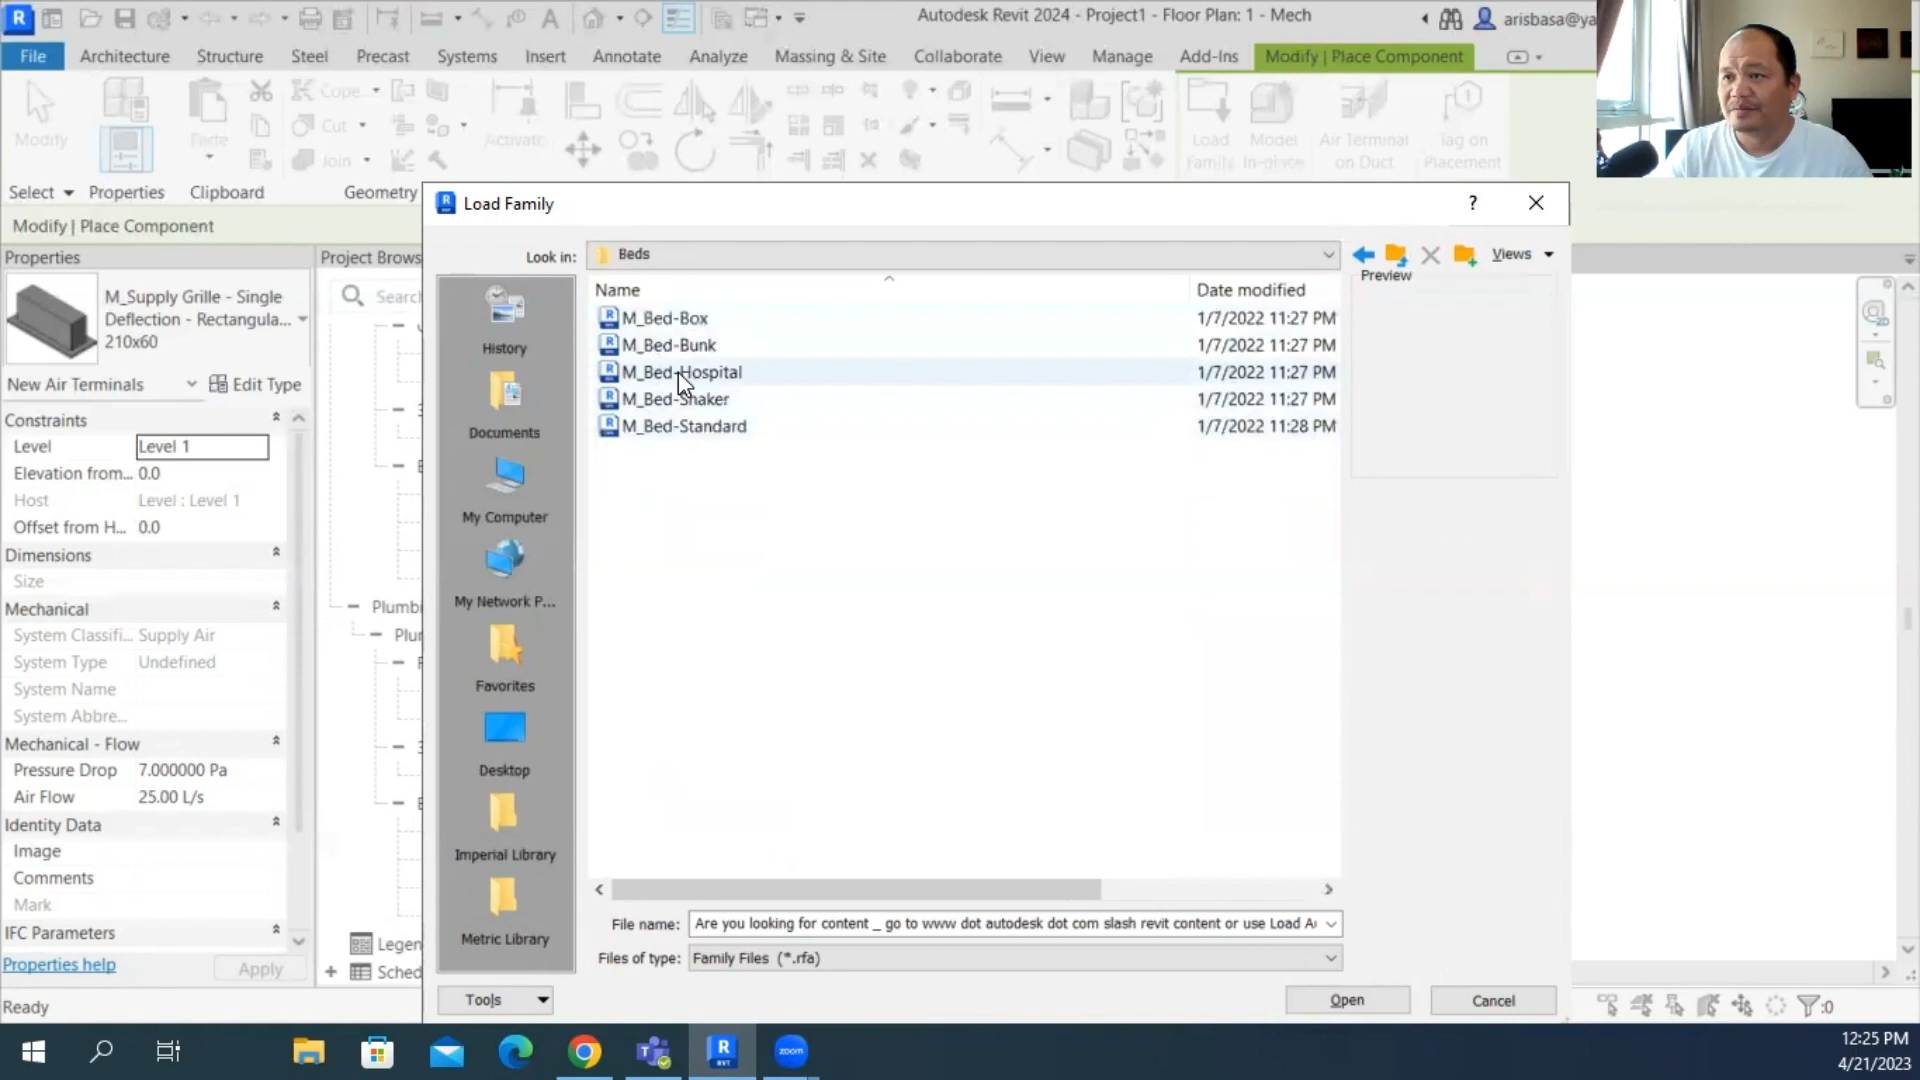 Autodesk Revit 2024 - Project1 - Floor Plan: 1 - Mech
arisbasa@ya
File Architecture Structure Steel Precast Systems Insert Annotate Analyze Massing & Site Collaborate View Manage Add-Ins Modify | Place Component
Modify
Paste
Cope
Cut
Join
Activate
Load Family
Model In-place
Air Terminal on Duct
Tag on Placement
Select Properties Clipboard Geometry
Modify | Place Component
Properties
M_Supply Grille - Single Deflection - Rectangula...
210x60
New Air Terminals Edit Type
Constraints
Level Level 1
Elevation from... 0.0
Host Level : Level 1
Offset from H... 0.0
Dimensions
Size
Mechanical
System Classifi... Supply Air
System Type Undefined
System Name
System Abbre...
Mechanical - Flow
Pressure Drop 7.000000 Pa
Air Flow 25.00 L/s
Identity Data
Image
Comments
Mark
IFC Parameters
Properties help Apply
Ready
Project Brows
Searc
Plumbi
Plur
Legen
Sched
Load Family
?
Look in: Beds
Views
Preview
Name Date modified
M_Bed-Box 1/7/2022 11:27 PM
M_Bed-Bunk 1/7/2022 11:27 PM
M_Bed-Hospital 1/7/2022 11:27 PM
M_Bed-Shaker 1/7/2022 11:27 PM
M_Bed-Standard 1/7/2022 11:28 PM
History
Documents
My Computer
My Network P...
Favorites
Desktop
Imperial Library
Metric Library
File name: Are you looking for content _ go to www dot autodesk dot com slash revit content or use Load A
Files of type: Family Files (*.rfa)
Tools Open Cancel
:0
zoom
12:25 PM
4/21/2023